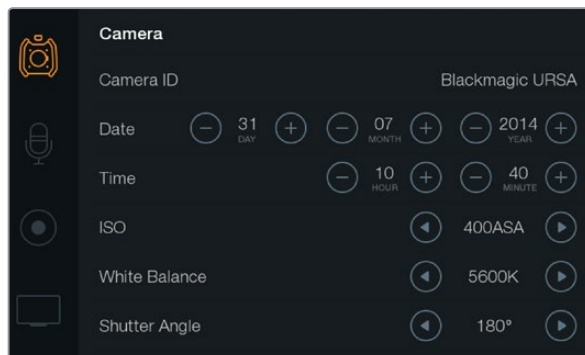 Camera
Camera ID Blackmagic URSA
Date − 31 + − 07 + − 2014 +
DAY MONTH YEAR
Time − 10 + − 40 +
HOUR MINUTE
ISO 400ASA
White Balance 5600K
Shutter Angle 180°